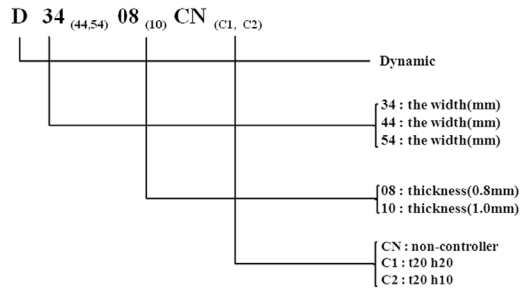 D 34 (44,54) 08 (10) CN (C1, C2)
Dynamic
34 : the width(mm)
44 : the width(mm)
54 : the width(mm)
08 : thickness(0.8mm)
10 : thickness(1.0mm)
CN : non-controller
C1 : t20 h20
C2 : t20 h10